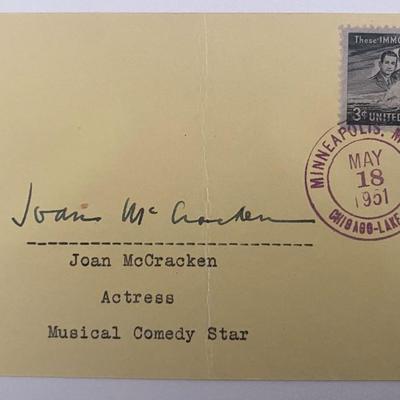 These IMMO
3¢ UNITED
MINNEAPOLIS, M
MAY
18
1951
CHICAGO-LAKE
Joan McCracken
Joan McCracken
Actress
Musical Comedy Star